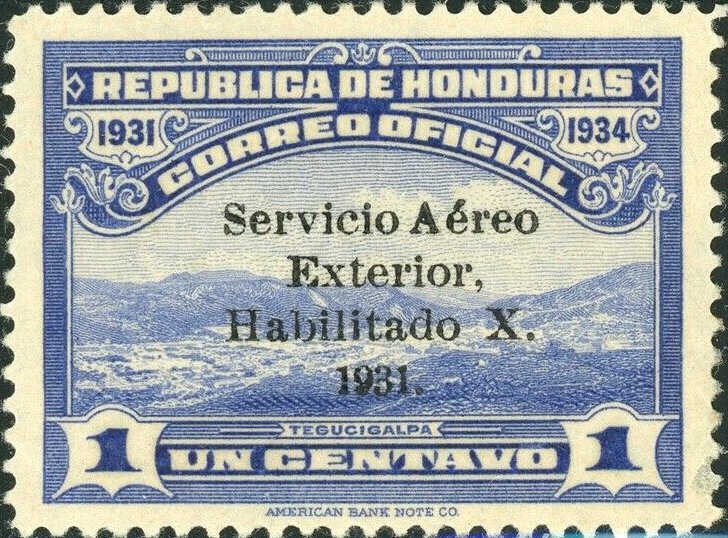 REPUBLICA DE HONDURAS
1931 1934
CORREO OFICIAL
Servicio Aéreo
Exterior,
Habilitado X.
1931.
TEGUCIGALPA
1 UN CENTAVO 1
AMERICAN BANK NOTE CO.